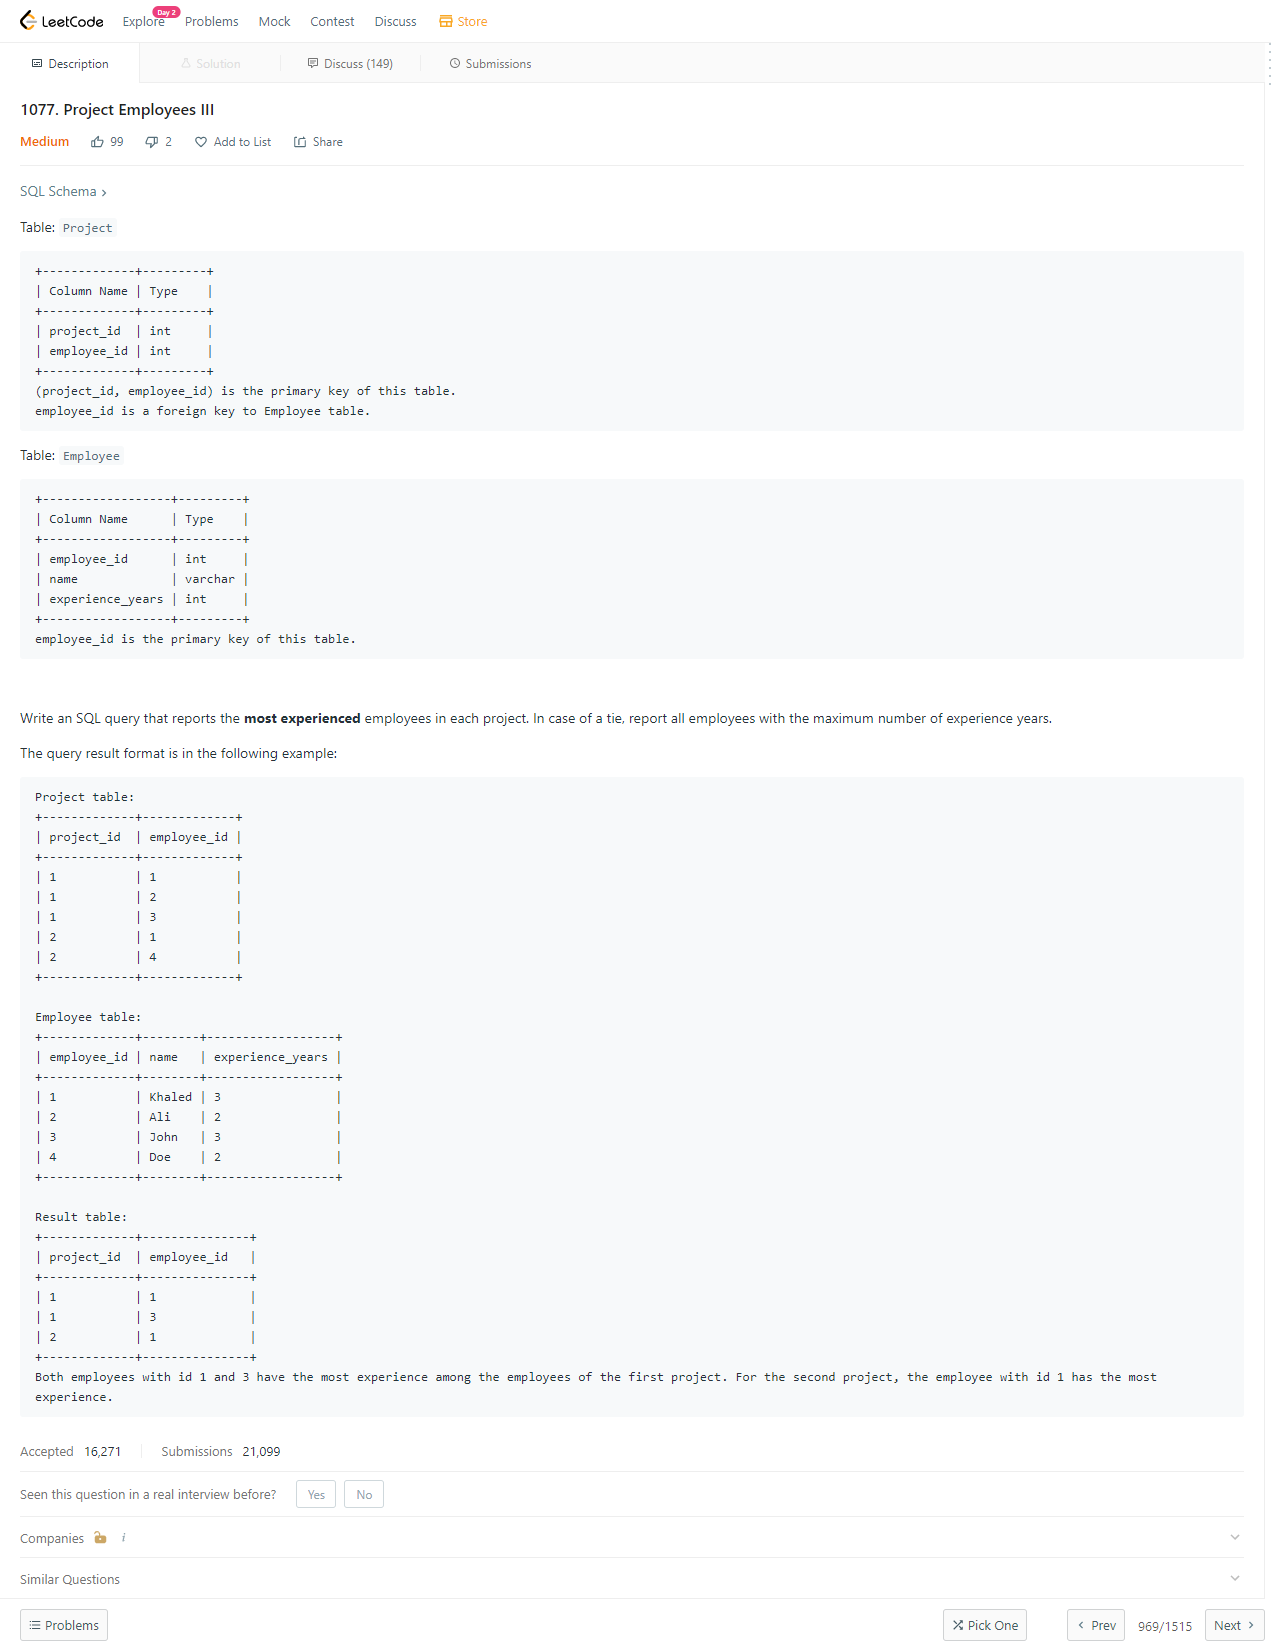 LeetCode Explore Day 2 Problems Mock Contest Discuss Store
Description Solution Discuss (149) Submissions
1077. Project Employees III
Medium 99 2 Add to List Share
SQL Schema ›
Table: Project
+-------------+---------+
| Column Name | Type    |
+-------------+---------+
| project_id  | int     |
| employee_id | int     |
+-------------+---------+
(project_id, employee_id) is the primary key of this table.
employee_id is a foreign key to Employee table.
Table: Employee
+------------------+---------+
| Column Name      | Type    |
+------------------+---------+
| employee_id      | int     |
| name             | varchar |
| experience_years | int     |
+------------------+---------+
employee_id is the primary key of this table.
Write an SQL query that reports the most experienced employees in each project. In case of a tie, report all employees with the maximum number of experience years.
The query result format is in the following example:
Project table:
+-------------+-------------+
| project_id  | employee_id |
+-------------+-------------+
| 1           | 1           |
| 1           | 2           |
| 1           | 3           |
| 2           | 1           |
| 2           | 4           |
+-------------+-------------+
Employee table:
+-------------+--------+------------------+
| employee_id | name   | experience_years |
+-------------+--------+------------------+
| 1           | Khaled | 3                |
| 2           | Ali    | 2                |
| 3           | John   | 3                |
| 4           | Doe    | 2                |
+-------------+--------+------------------+
Result table:
+-------------+---------------+
| project_id  | employee_id   |
+-------------+---------------+
| 1           | 1             |
| 1           | 3             |
| 2           | 1             |
+-------------+---------------+
Both employees with id 1 and 3 have the most experience among the employees of the first project. For the second project, the employee with id 1 has the most
experience.
Accepted 16,271 Submissions 21,099
Seen this question in a real interview before? Yes No
Companies i
Similar Questions
Problems Pick One ‹ Prev 969/1515 Next ›